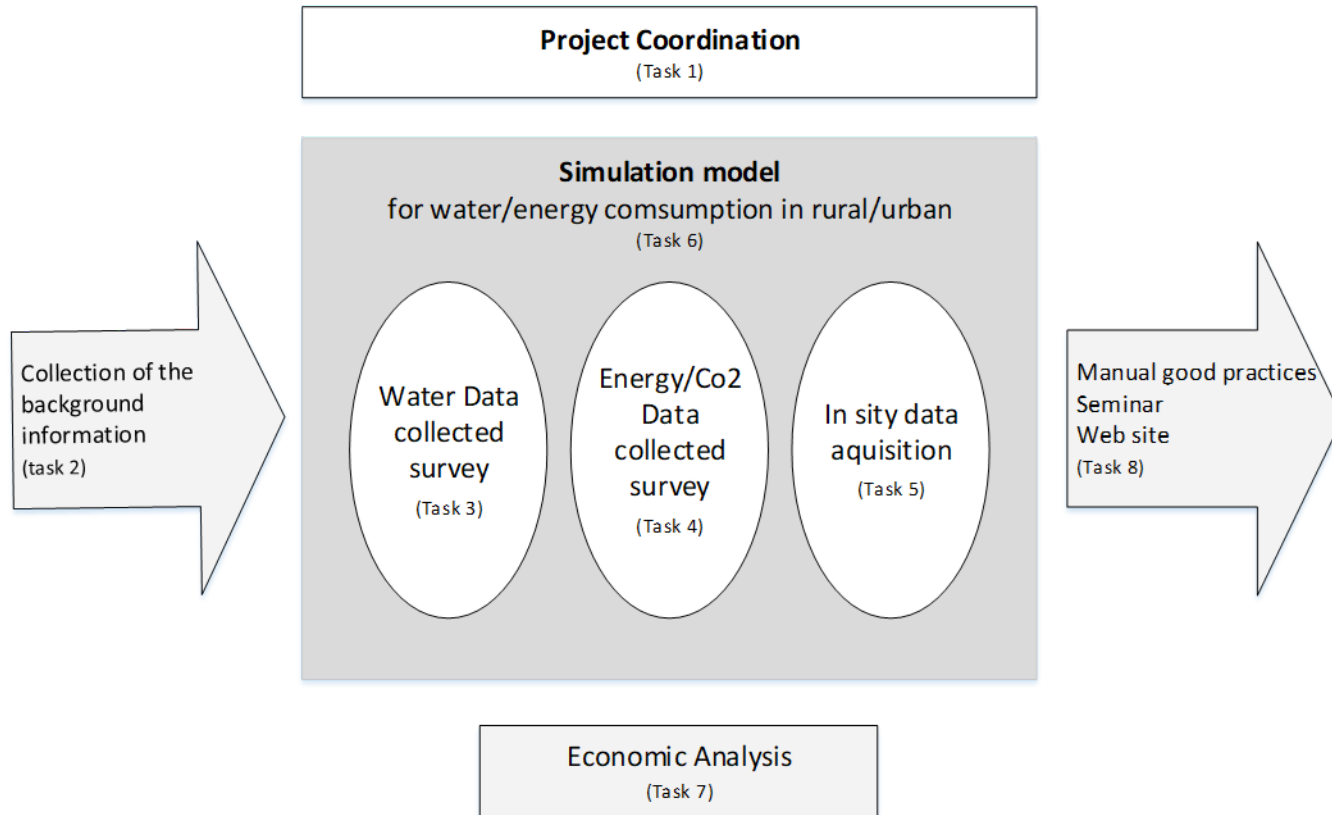 Project Coordination
(Task 1)
Simulation model
for water/energy comsumption in rural/urban
(Task 6)
Collection of the
background
information
(task 2)
Water Data
collected
survey
(Task 3)
Energy/Co2
Data
collected
survey
(Task 4)
In sity data
aquisition
(Task 5)
Manual good practices
Seminar
Web site
(Task 8)
Economic Analysis
(Task 7)